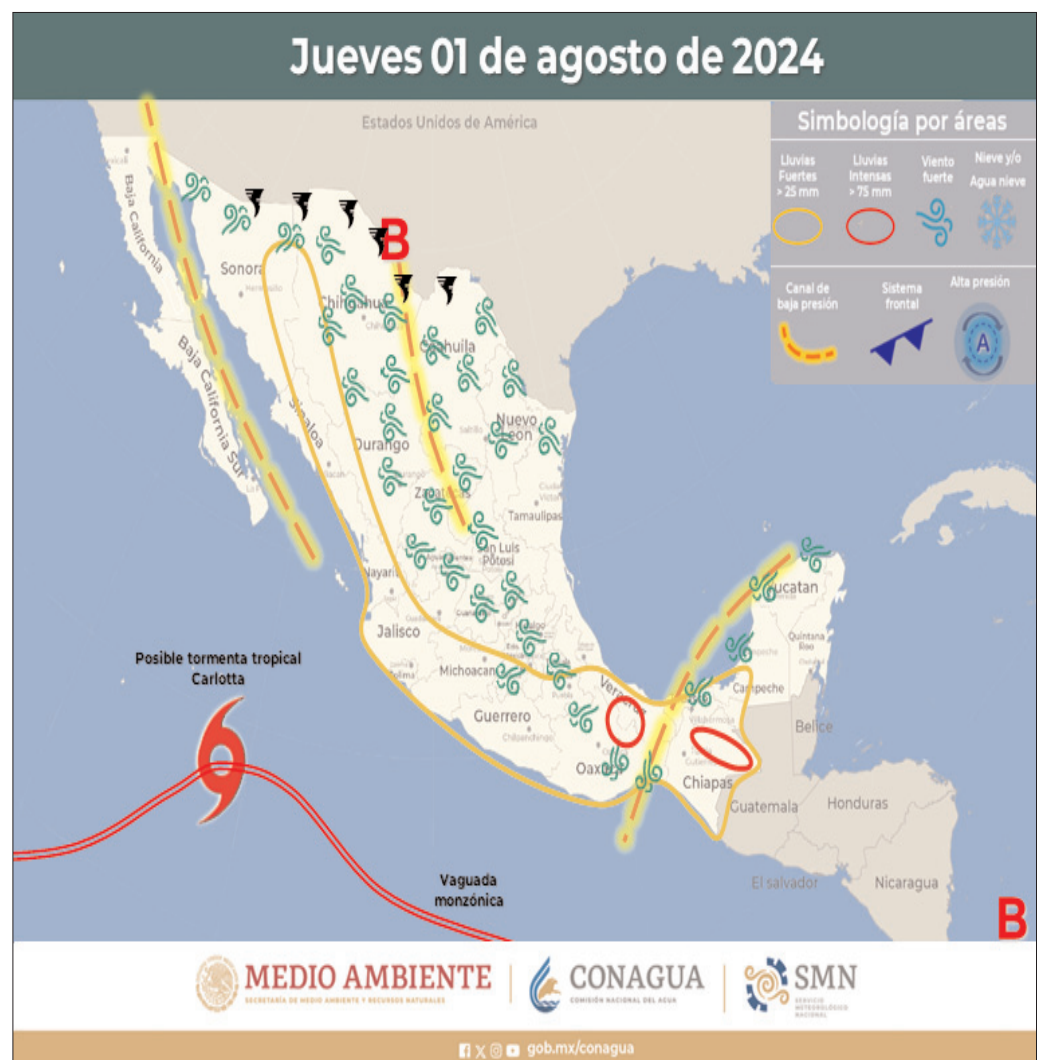 Jueves 01 de agosto de 2024
Estados Unidos de América
Simbología por áreas
Lluvias
Fuertes
> 25 mm
Lluvias
Intensas
> 75 mm
Viento
fuerte
Nieve y/o
Agua nieve
Canal de
baja presión
Sistema
frontal
Alta presión
A
Baja California
Sonora
B
Chihuahua
Coahuila
Baja California Sur
Sinaloa
Nuevo
León
Durango
Zacatecas
Tamaulipas
San Luis
Potosí
Nayarit
Yucatan
Jalisco
Quintana
Roo
Michoacan
Veracruz
Campeche
Posible tormenta tropical
Carlotta
Guerrero
Belice
Oaxaca
Chiapas
Guatemala
Honduras
Vaguada
monzónica
El salvador
Nicaragua
B
MEDIO AMBIENTE
SECRETARÍA DE MEDIO AMBIENTE Y RECURSOS NATURALES
CONAGUA
COMISIÓN NACIONAL DEL AGUA
SMN
SERVICIO
METEOROLÓGICO
NACIONAL
gob.mx/conagua